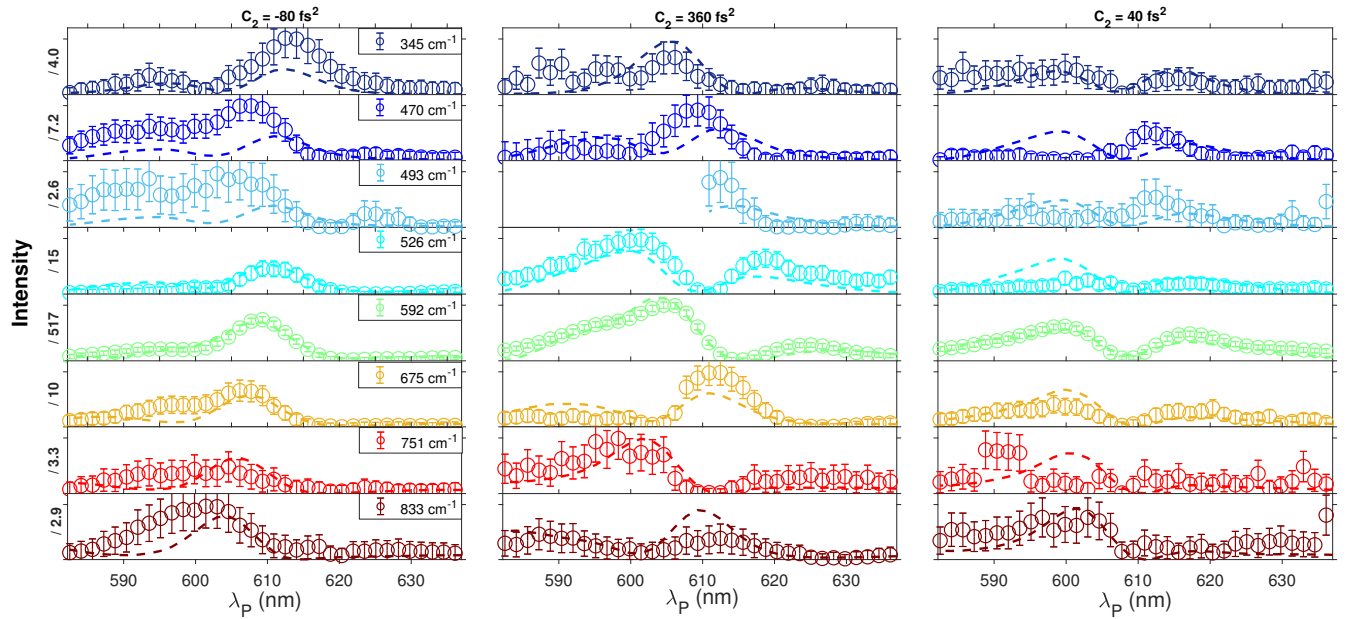 C₂ = -80 fs²
C₂ = 360 fs²
C₂ = 40 fs²
Intensity
/ 4.0
345 cm⁻¹
/ 7.2
470 cm⁻¹
/ 2.6
493 cm⁻¹
/ 15
526 cm⁻¹
/ 517
592 cm⁻¹
/ 10
675 cm⁻¹
/ 3.3
751 cm⁻¹
/ 2.9
833 cm⁻¹
590 600 610 620 630
590 600 610 620 630
590 600 610 620 630
λ_P (nm)
λ_P (nm)
λ_P (nm)